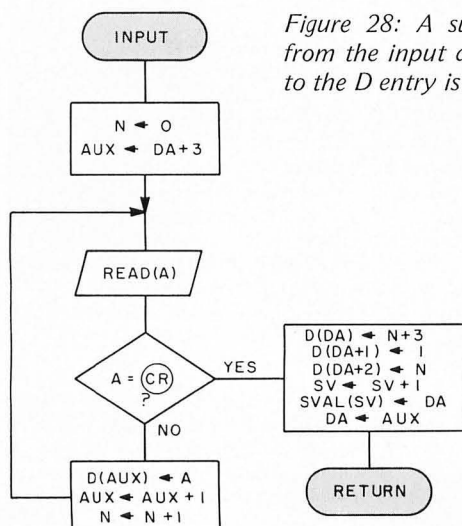 INPUT
Figure 28: A su
from the input d
to the D entry is
N ← O
AUX ← DA+3
READ(A)
A = CR
?
YES
NO
D(DA) ← N+3
D(DA+1) ← 1
D(DA+2) ← N
SV ← SV+1
SVAL(SV) ← DA
DA ← AUX
D(AUX) ← A
AUX ← AUX+1
N ← N+1
RETURN